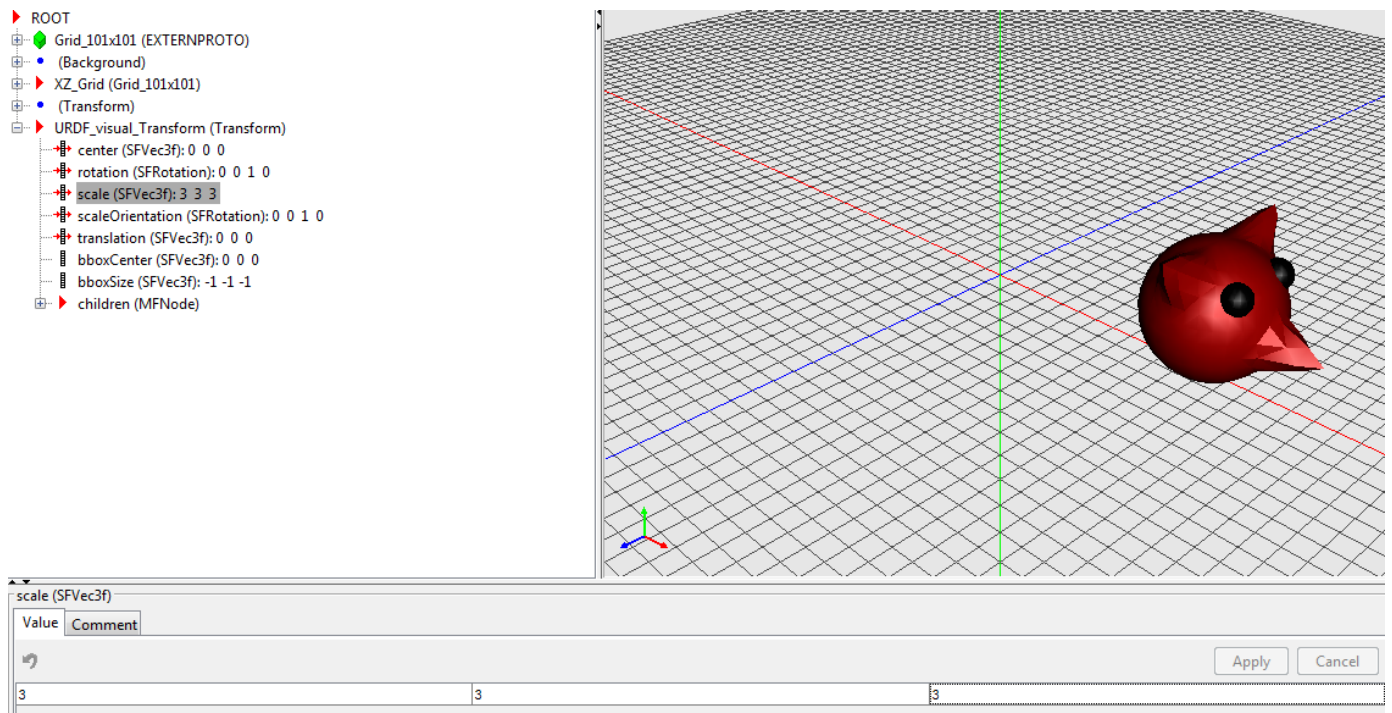 ROOT
Grid_101x101 (EXTERNPROTO)
(Background)
XZ_Grid (Grid_101x101)
(Transform)
URDF_visual_Transform (Transform)
center (SFVec3f): 0 0 0
rotation (SFRotation): 0 0 1 0
scale (SFVec3f): 3 3 3
scaleOrientation (SFRotation): 0 0 1 0
translation (SFVec3f): 0 0 0
bboxCenter (SFVec3f): 0 0 0
bboxSize (SFVec3f): -1 -1 -1
children (MFNode)
scale (SFVec3f)
Value Comment
Apply Cancel
3 3 3